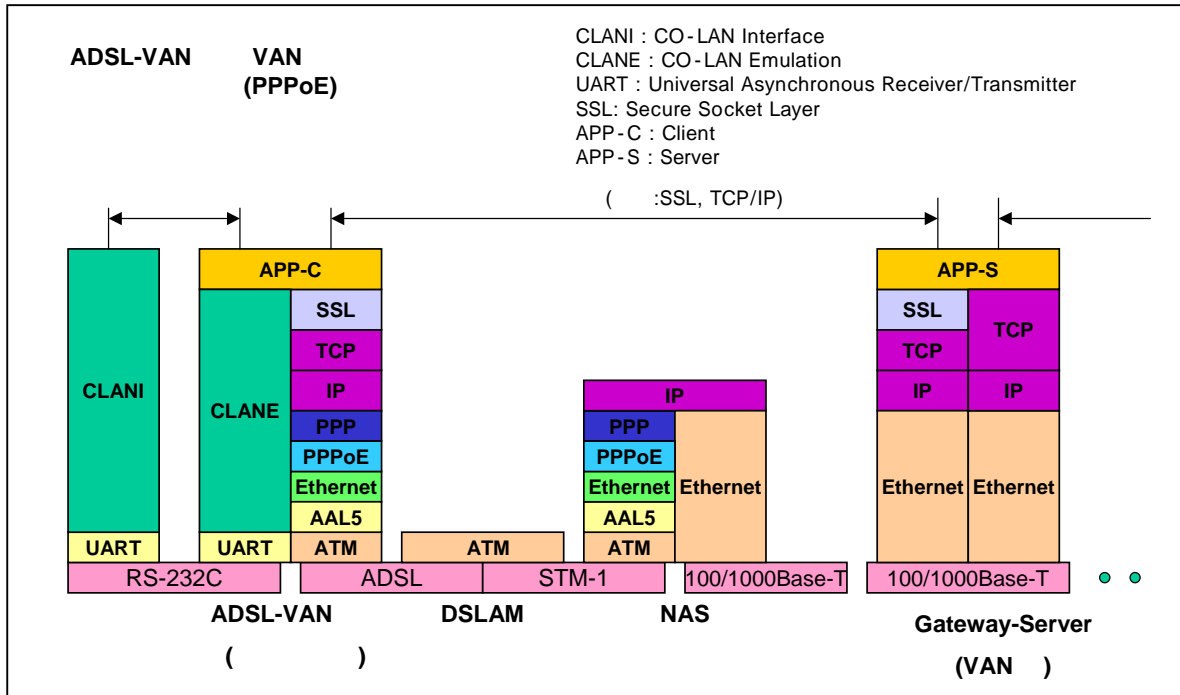 ADSL-VAN VAN
(PPPoE)
CLANI : CO-LAN Interface
CLANE : CO-LAN Emulation
UART : Universal Asynchronous Receiver/Transmitter
SSL: Secure Socket Layer
APP-C : Client
APP-S : Server
( :SSL, TCP/IP)
CLANI
UART
APP-C
CLANE
UART
SSL
TCP
IP
PPP
PPPoE
Ethernet
AAL5
ATM
ATM
IP
PPP
PPPoE
Ethernet
AAL5
ATM
Ethernet
APP-S
SSL
TCP
IP
Ethernet
TCP
IP
Ethernet
RS-232C
ADSL
STM-1
100/1000Base-T
100/1000Base-T
ADSL-VAN
( )
DSLAM
NAS
Gateway-Server
(VAN )